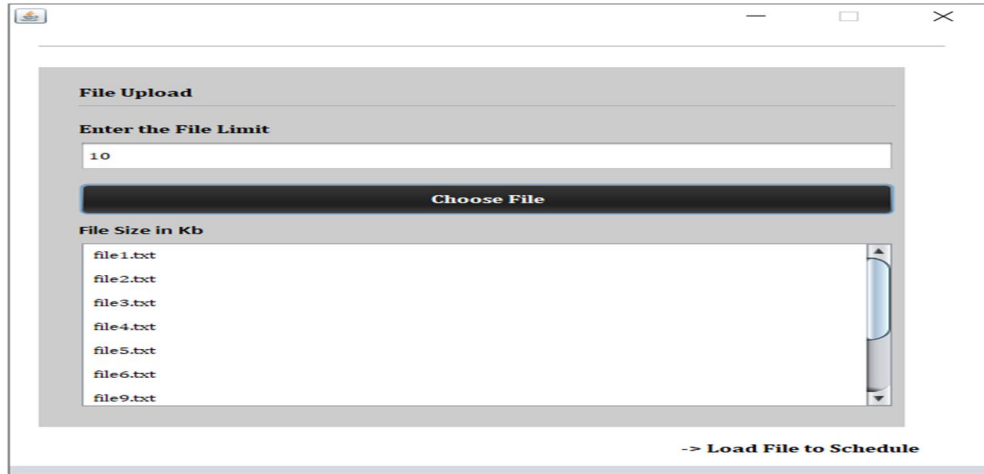 File Upload
Enter the File Limit
10
Choose File
File Size in Kb
file1.txt
file2.txt
file3.txt
file4.txt
file5.txt
file6.txt
file9.txt
-> Load File to Schedule